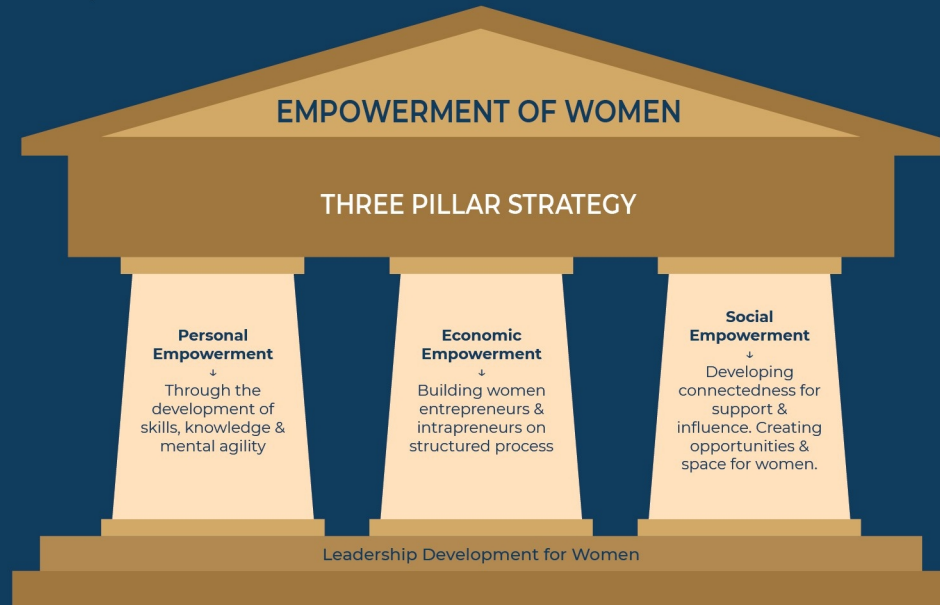 EMPOWERMENT OF WOMEN
THREE PILLAR STRATEGY
Personal
Empowerment
↓
Through the
development of
skills, knowledge &
mental agility
Economic
Empowerment
↓
Building women
entrepreneurs &
intrapreneurs on
structured process
Social
Empowerment
↓
Developing
connectedness for
support &
influence. Creating
opportunities &
space for women.
Leadership Development for Women